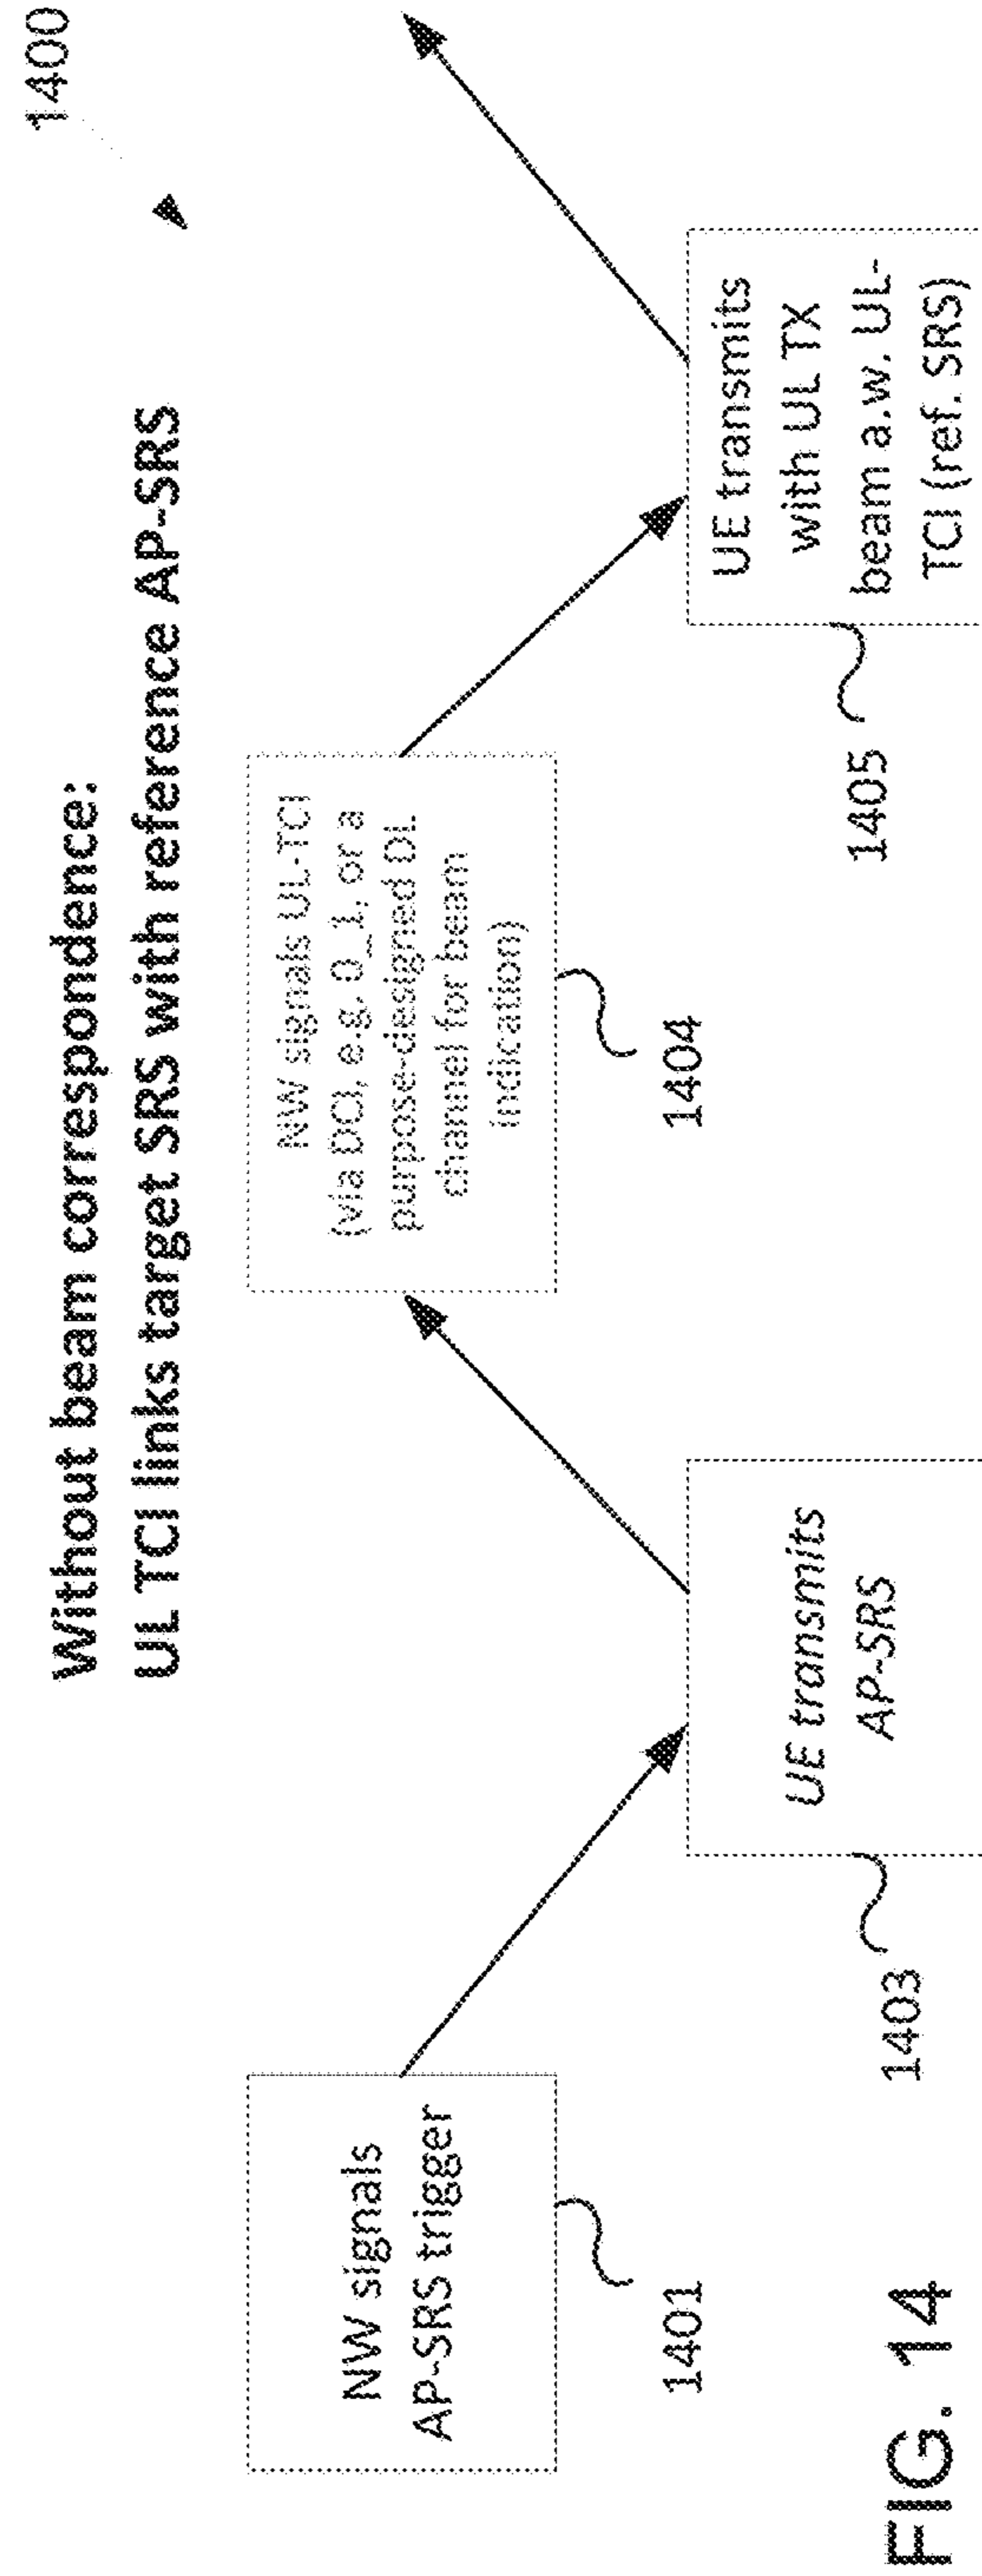 1400
Without beam correspondence:
UL TCI links target SRS with reference AP-SRS
NW signals
AP-SRS trigger
1401
UE transmits
AP-SRS
1403
NW signals UL-TCI
(via DCI, e.g. 0_1, or a
purpose-designed DL
channel for beam
indication)
1404
UE transmits
with UL TX
beam a.w. UL-
TCI (ref. SRS)
1405
FIG. 14